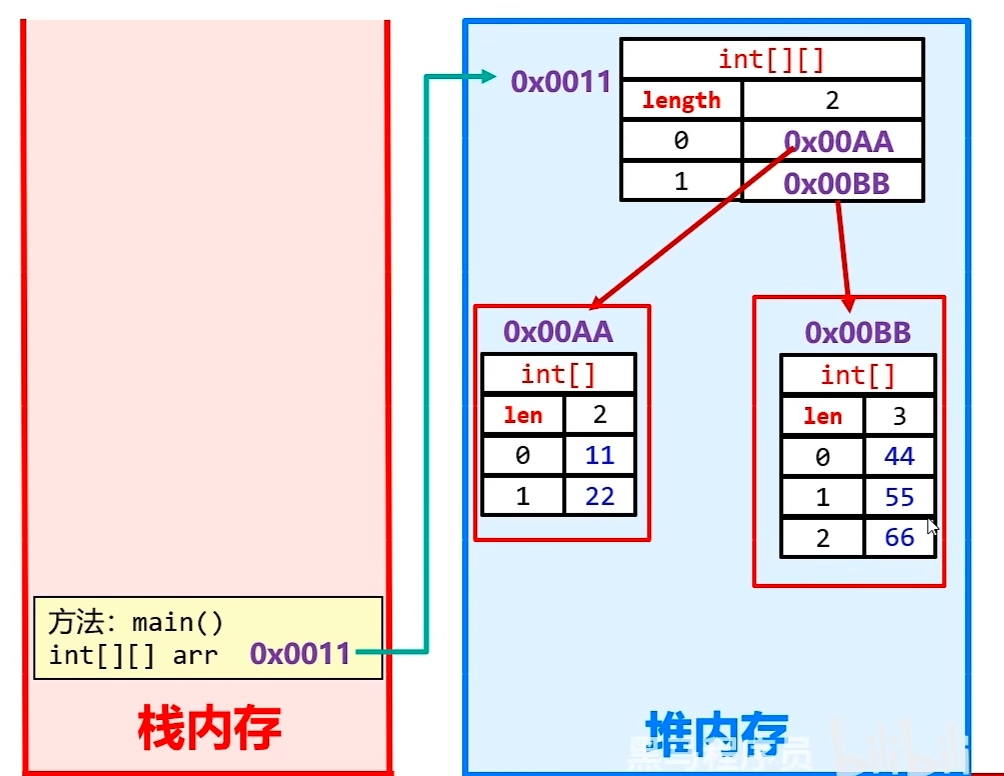 int[][]
0x0011
length 2
0 0x00AA
1 0x00BB
0x00AA
int[]
len 2
0 11
1 22
0x00BB
int[]
len 3
0 44
1 55
2 66
方法：main()
int[][] arr 0x0011
栈内存
堆内存
黑马程序员 bilibili